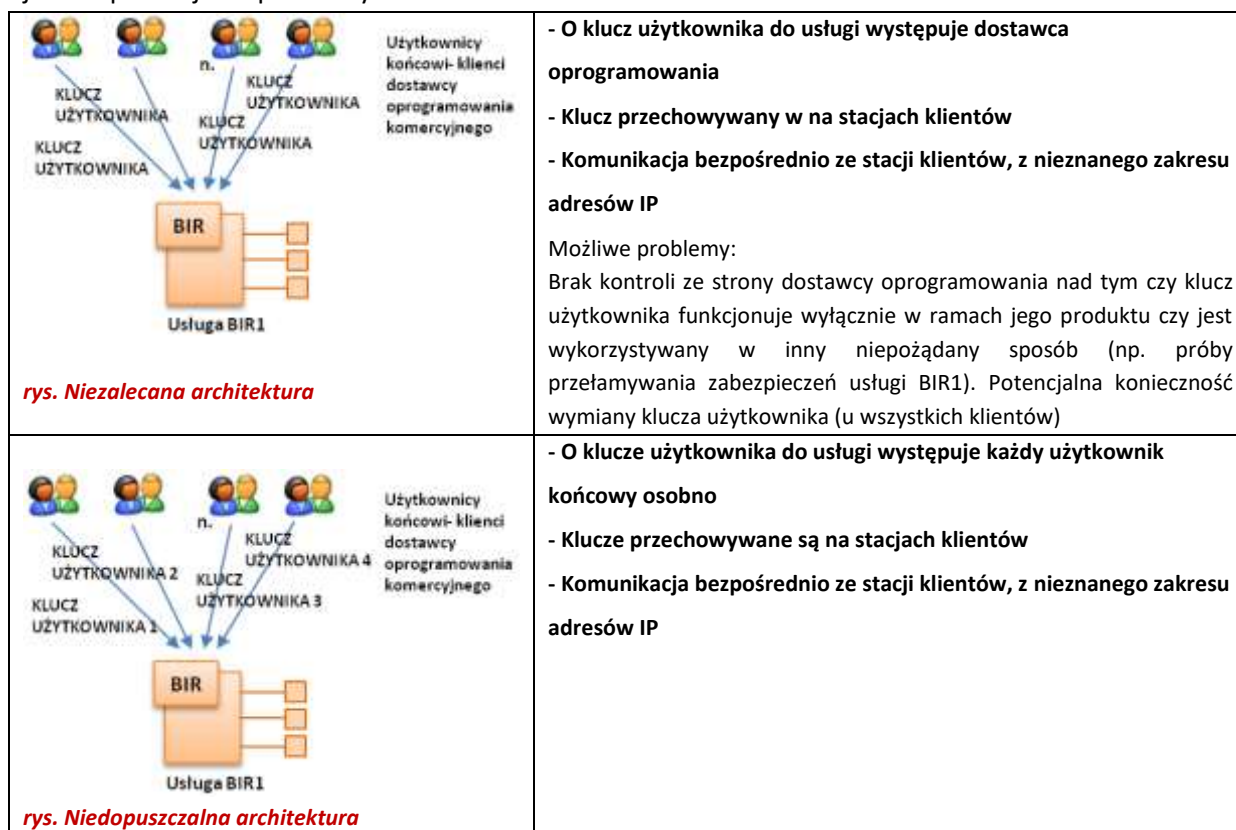 n.
KLUCZ
UŻYTKOWNIKA
KLUCZ
UŻYTKOWNIKA
KLUCZ
UŻYTKOWNIKA
KLUCZ
UŻYTKOWNIKA
Użytkownicy
końcowi- klienci
dostawcy
oprogramowania
komercyjnego
BIR
Usługa BIR1
rys. Niezalecana architektura
- O klucz użytkownika do usługi występuje dostawca
oprogramowania
- Klucz przechowywany w na stacjach klientów
- Komunikacja bezpośrednio ze stacji klientów, z nieznanego zakresu
adresów IP
Możliwe problemy:
Brak kontroli ze strony dostawcy oprogramowania nad tym czy klucz
użytkownika funkcjonuje wyłącznie w ramach jego produktu czy jest
wykorzystywany w inny niepożądany sposób (np. próby
przełamywania zabezpieczeń usługi BIR1). Potencjalna konieczność
wymiany klucza użytkownika (u wszystkich klientów)
n.
KLUCZ
UŻYTKOWNIKA 2
KLUCZ
UŻYTKOWNIKA 4
KLUCZ
UŻYTKOWNIKA 3
KLUCZ
UŻYTKOWNIKA 1
Użytkownicy
końcowi- klienci
dostawcy
oprogramowania
komercyjnego
BIR
Usługa BIR1
rys. Niedopuszczalna architektura
- O klucze użytkownika do usługi występuje każdy użytkownik
końcowy osobno
- Klucze przechowywane są na stacjach klientów
- Komunikacja bezpośrednio ze stacji klientów, z nieznanego zakresu
adresów IP